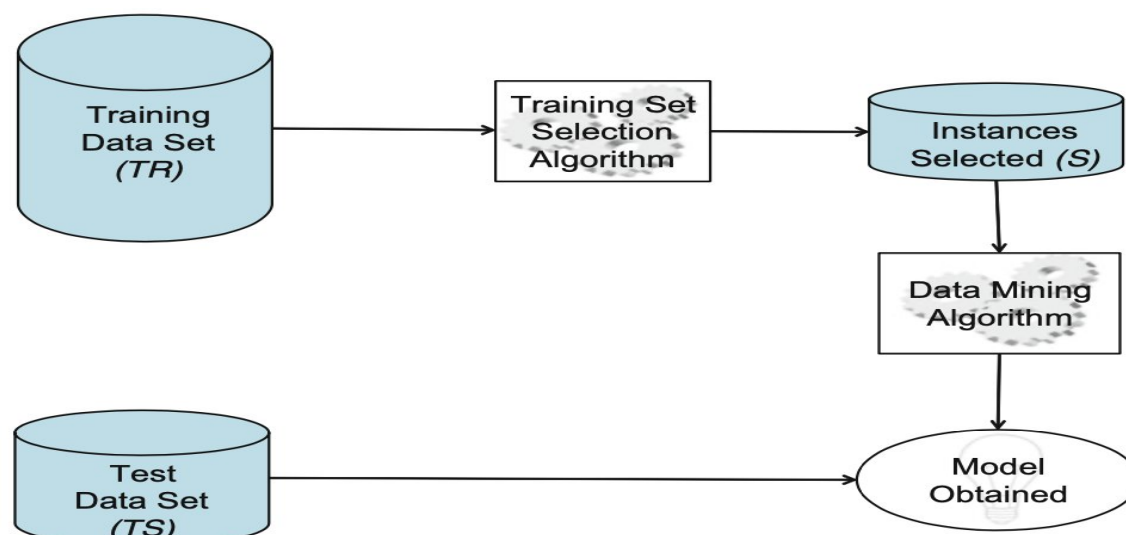 Training
Data Set
(TR)
Training Set
Selection
Algorithm
Instances
Selected (S)
Data Mining
Algorithm
Test
Data Set
(TS)
Model
Obtained